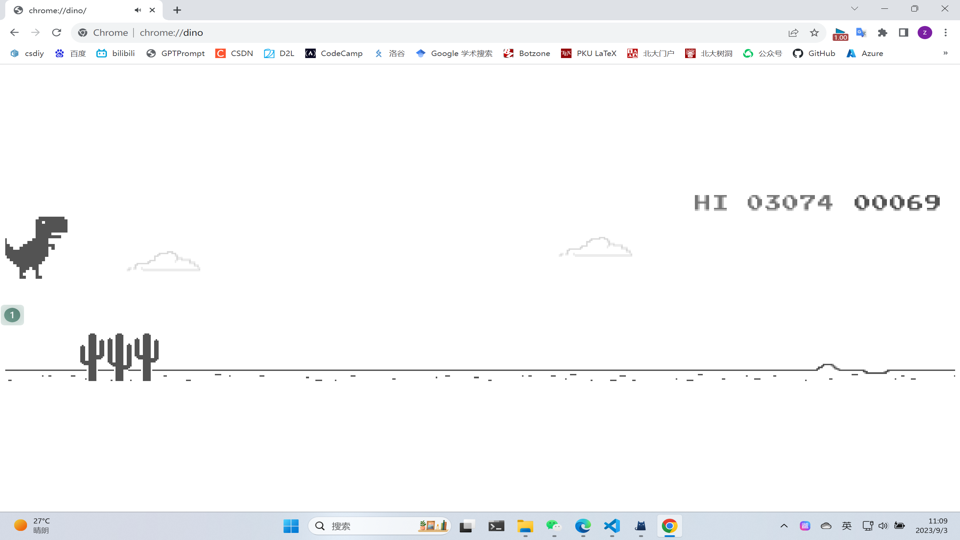 chrome://dino/
Chrome | chrome://dino
1.00
z
csdiy 百度 bilibili GPTPrompt CSDN D2L CodeCamp 洛谷 Google 学术搜索 Botzone PKU LaTeX 北大门户 北大树洞 公众号 GitHub Azure »
HI 03074 00069
1
27°C
晴朗
搜索
英
11:09
2023/9/3